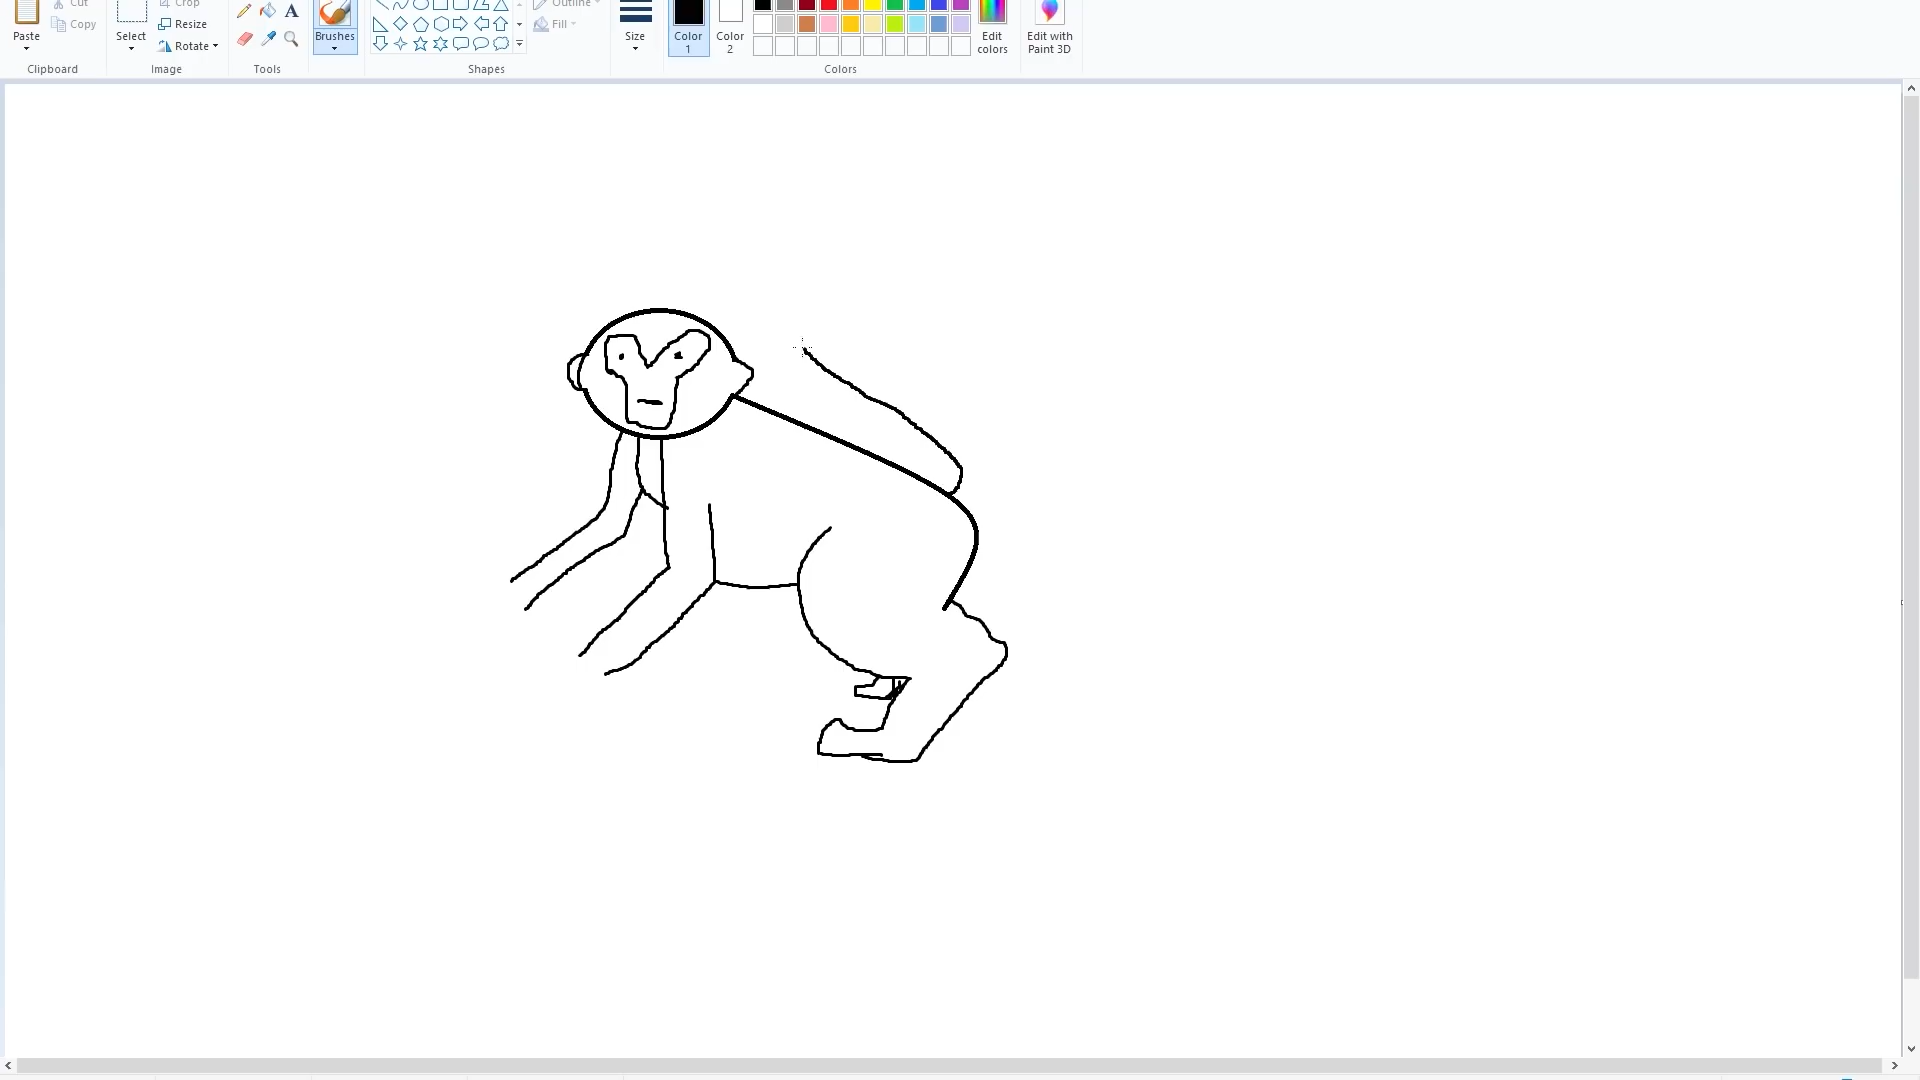 Cut
Crop
Outline
Paste
Copy
Select
Resize
Rotate
A
Brushes
Fill
Size
Color 1
Color 2
Edit colors
Edit with Paint 3D
Clipboard
Image
Tools
Shapes
Colors